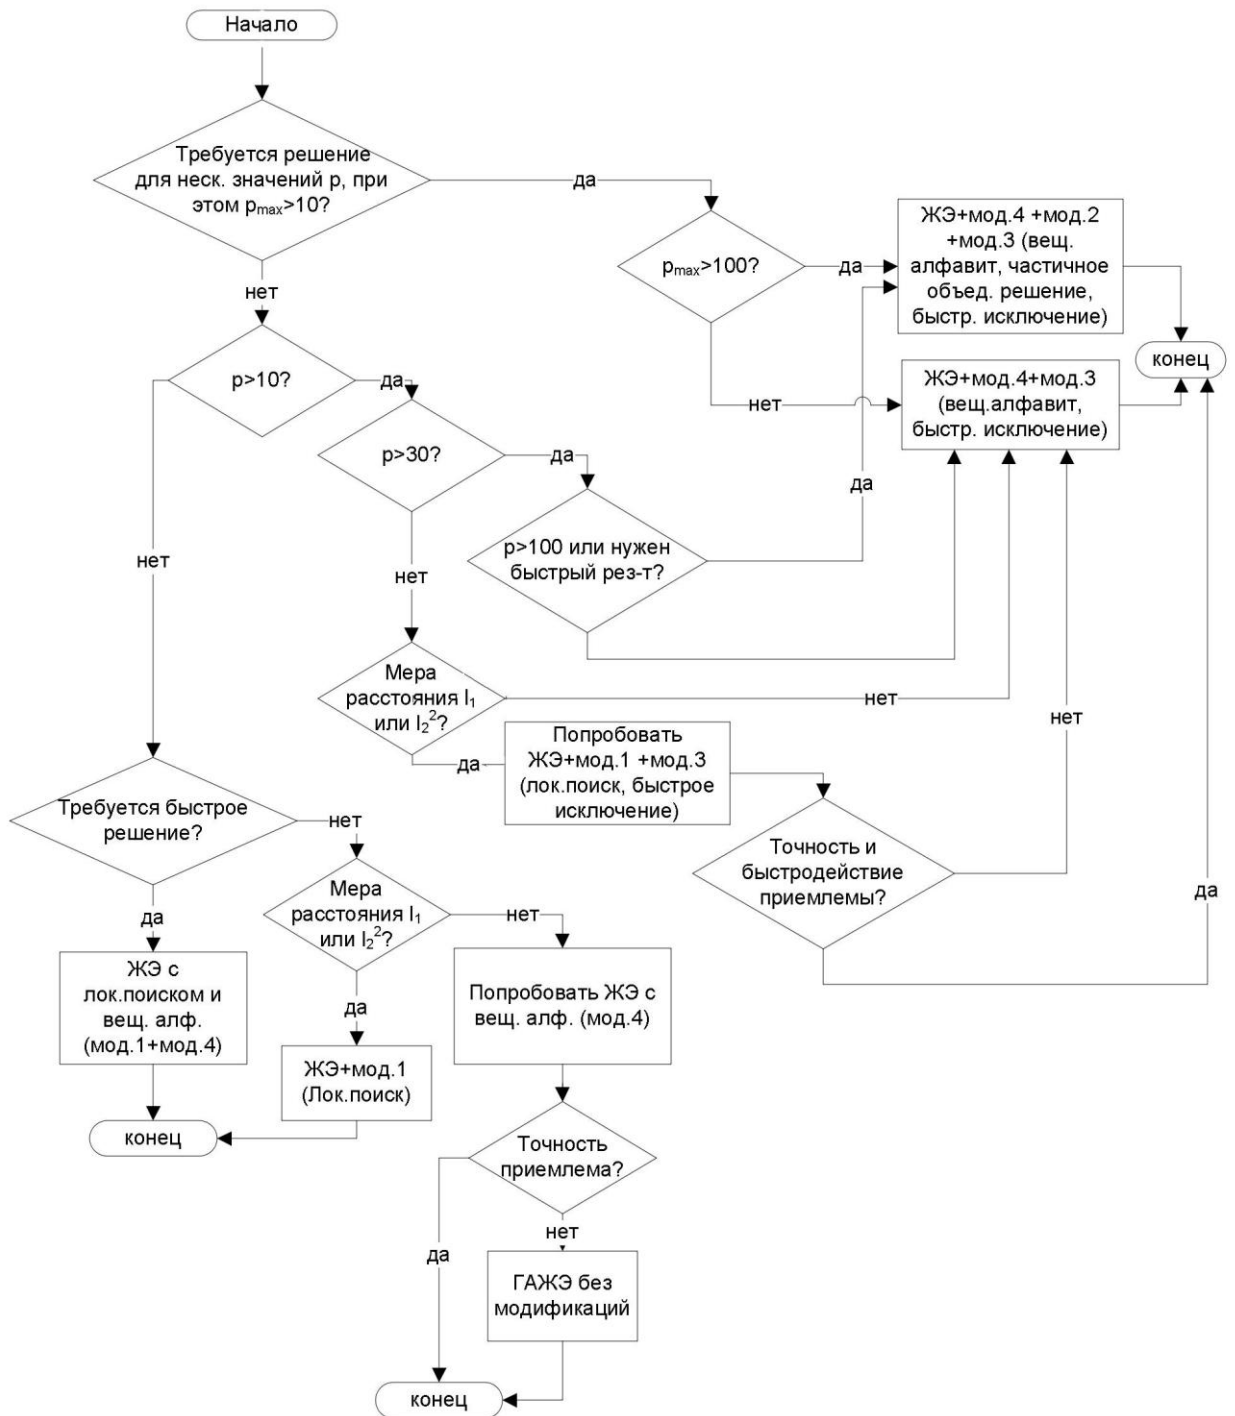 Начало
Требуется решение
для неск. значений p, при
этом pmax>10?
да
pmax>100?
да
ЖЭ+мод.4 +мод.2
+мод.3 (вещ.
алфавит, частичное
объед. решение,
быстр. исключение)
конец
нет
p>10?
да
нет
ЖЭ+мод.4+мод.3
(вещ.алфавит,
быстр. исключение)
p>30?
да
да
p>100 или нужен
быстрый рез-т?
нет
нет
Мера
расстояния l₁
или l₂²?
нет
да
Попробовать
ЖЭ+мод.1 +мод.3
(лок.поиск, быстрое
исключение)
нет
Точность и
быстродействие
приемлемы?
да
Требуется быстрое
решение?
нет
да
Мера
расстояния l₁
или l₂²?
нет
ЖЭ с
лок.поиском и
вещ. алф.
(мод.1+мод.4)
да
Попробовать ЖЭ с
вещ. алф. (мод.4)
ЖЭ+мод.1
(Лок.поиск)
конец
Точность
приемлема?
нет
да
ГАЖЭ без
модификаций
конец